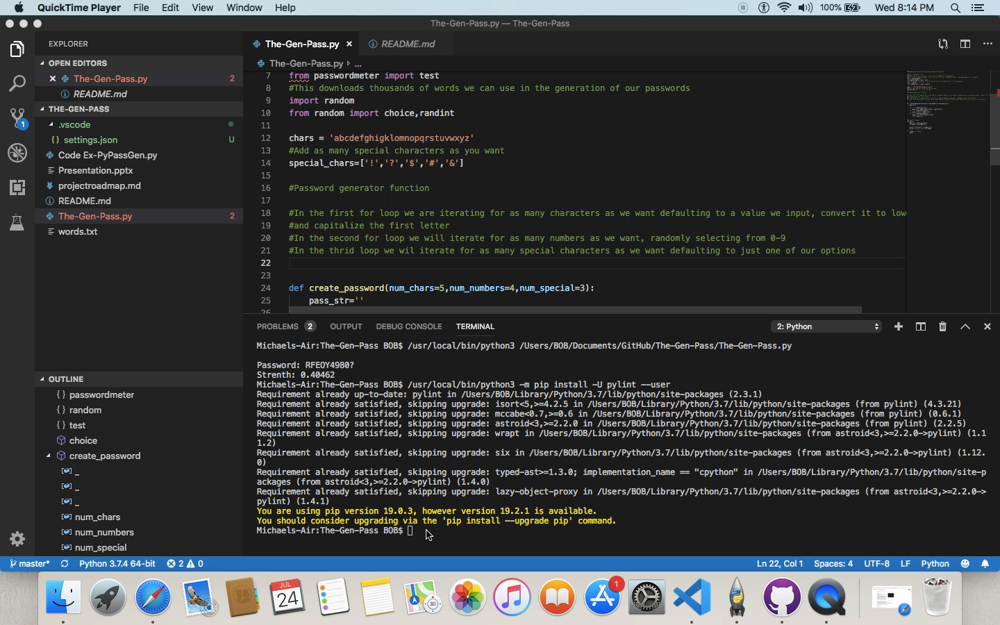 QuickTime Player File Edit View Window Help 100% Wed 8:14 PM
The-Gen-Pass.py — The-Gen-Pass
EXPLORER
OPEN EDITORS
The-Gen-Pass.py 2
README.md
THE-GEN-PASS
.vscode
{} settings.json U
Code Ex-PyPassGen.py
Presentation.pptx
projectroadmap.md
README.md
The-Gen-Pass.py 2
words.txt
1
OUTLINE
{ } passwordmeter
{ } random
{ } test
choice
create_password
_
_
_
num_chars
num_numbers
num_special
The-Gen-Pass.py × README.md
The-Gen-Pass.py ...
7 from passwordmeter import test
8 #This downloads thousands of words we can use in the generation of our passwords
9 import random
10 from random import choice,randint
11
12 chars = 'abcdefghigklomnopqrstuvwxyz'
13 #Add as many special characters as you want
14 special_chars=['!','?','$','#','&']
15
16 #Password generator function
17
18 #In the first for loop we are iterating for as many characters as we want defaulting to a value we input, convert it to low
19 #and capitalize the first letter
20 #In the second for loop we will iterate for as many numbers as we want, randomly selecting from 0-9
21 #In the thrid loop we wil iterate for as many special characters as we want defaulting to just one of our options
22
23
24 def create_password(num_chars=5,num_numbers=4,num_special=3):
25 pass_str=''
26
PROBLEMS 2 OUTPUT DEBUG CONSOLE TERMINAL 2: Python
Michaels-Air:The-Gen-Pass BOB$ /usr/local/bin/python3 /Users/BOB/Documents/GitHub/The-Gen-Pass/The-Gen-Pass.py
Password: RFEOY4980?
Strenth: 0.40462
Michaels-Air:The-Gen-Pass BOB$ /usr/local/bin/python3 -m pip install -U pylint --user
Requirement already up-to-date: pylint in /Users/BOB/Library/Python/3.7/lib/python/site-packages (2.3.1)
Requirement already satisfied, skipping upgrade: isort<5,>=4.2.5 in /Users/BOB/Library/Python/3.7/lib/python/site-packages (from pylint) (4.3.21)
Requirement already satisfied, skipping upgrade: mccabe<0.7,>=0.6 in /Users/BOB/Library/Python/3.7/lib/python/site-packages (from pylint) (0.6.1)
Requirement already satisfied, skipping upgrade: astroid<3,>=2.2.0 in /Users/BOB/Library/Python/3.7/lib/python/site-packages (from pylint) (2.2.5)
Requirement already satisfied, skipping upgrade: wrapt in /Users/BOB/Library/Python/3.7/lib/python/site-packages (from astroid<3,>=2.2.0->pylint) (1.1
1.2)
Requirement already satisfied, skipping upgrade: six in /Users/BOB/Library/Python/3.7/lib/python/site-packages (from astroid<3,>=2.2.0->pylint) (1.12.
0)
Requirement already satisfied, skipping upgrade: typed-ast>=1.3.0; implementation_name == "cpython" in /Users/BOB/Library/Python/3.7/lib/python/site-p
ackages (from astroid<3,>=2.2.0->pylint) (1.4.0)
Requirement already satisfied, skipping upgrade: lazy-object-proxy in /Users/BOB/Library/Python/3.7/lib/python/site-packages (from astroid<3,>=2.2.0->
pylint) (1.4.1)
You are using pip version 19.0.3, however version 19.2.1 is available.
You should consider upgrading via the 'pip install --upgrade pip' command.
Michaels-Air:The-Gen-Pass BOB$
master* Python 3.7.4 64-bit 2 0 Ln 22, Col 1 Spaces: 4 UTF-8 LF Python
JUL
24
3D
1